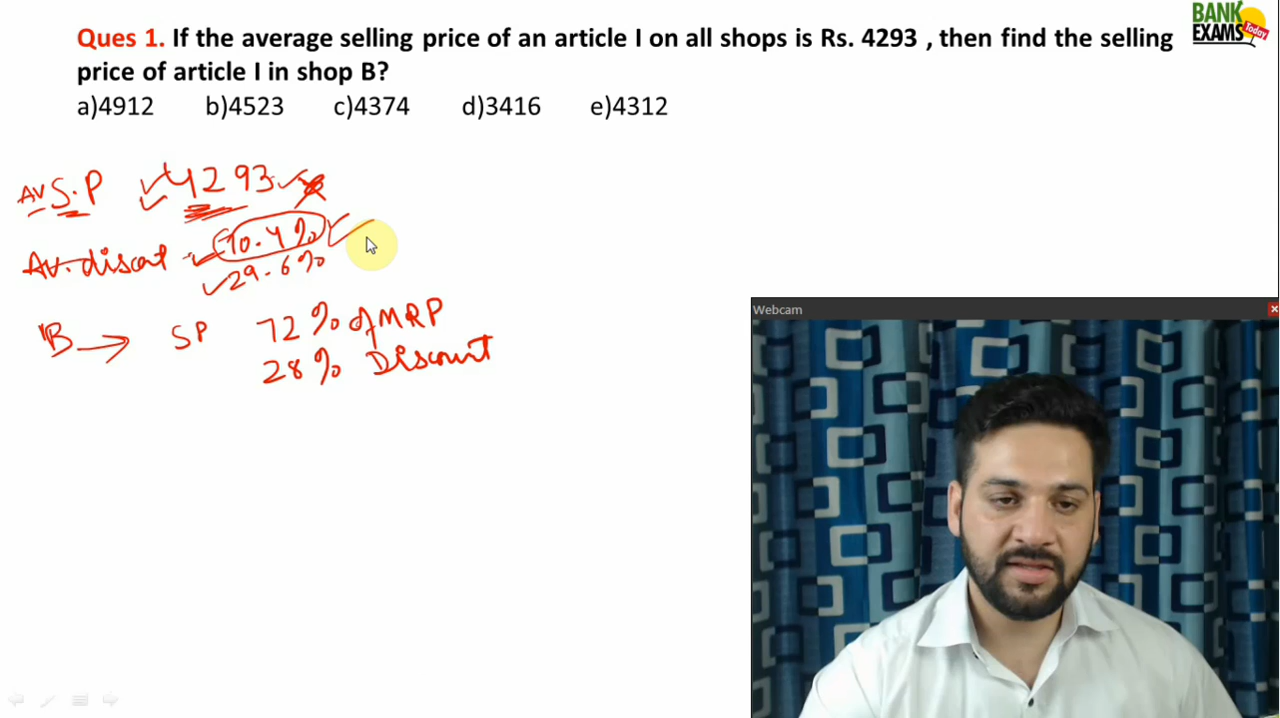 BANK
EXAMS Today
Ques 1. If the average selling price of an article I on all shops is Rs. 4293 , then find the selling
price of article I in shop B?
a)4912 b)4523 c)4374 d)3416 e)4312
Av S.P 4293
Av. discat 70.4%
29.6%
B → SP 72% of MRP
28% Discount
Webcam